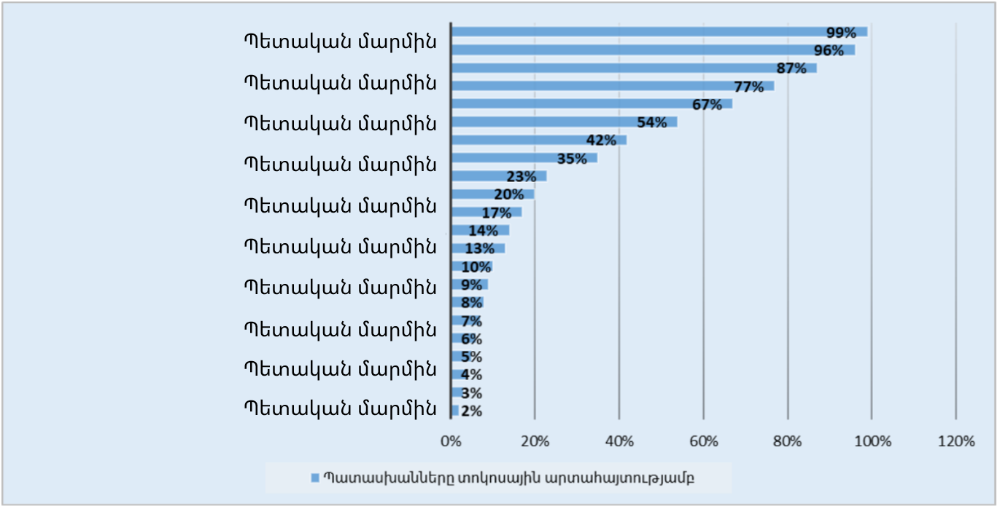 Պետական մարմին
99%
96%
87%
Պետական մարմին
77%
67%
Պետական մարմին
54%
42%
Պետական մարմին
35%
23%
Պետական մարմին
20%
17%
Պետական մարմին
14%
13%
10%
Պետական մարմին
9%
8%
Պետական մարմին
7%
6%
Պետական մարմին
5%
4%
Պետական մարմին
3%
2%
0% 20% 40% 60% 80% 100% 120%
Պատասխանները տոկոսային արտահայտությամբ